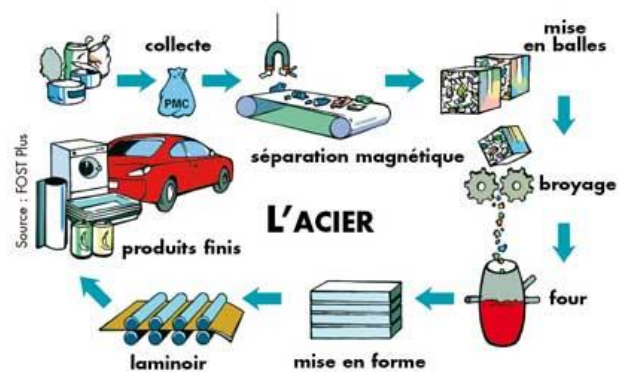 collecte
PMC
mise
en balles
séparation magnétique
broyage
Source : FOST Plus
L'ACIER
produits finis
four
laminoir
mise en forme